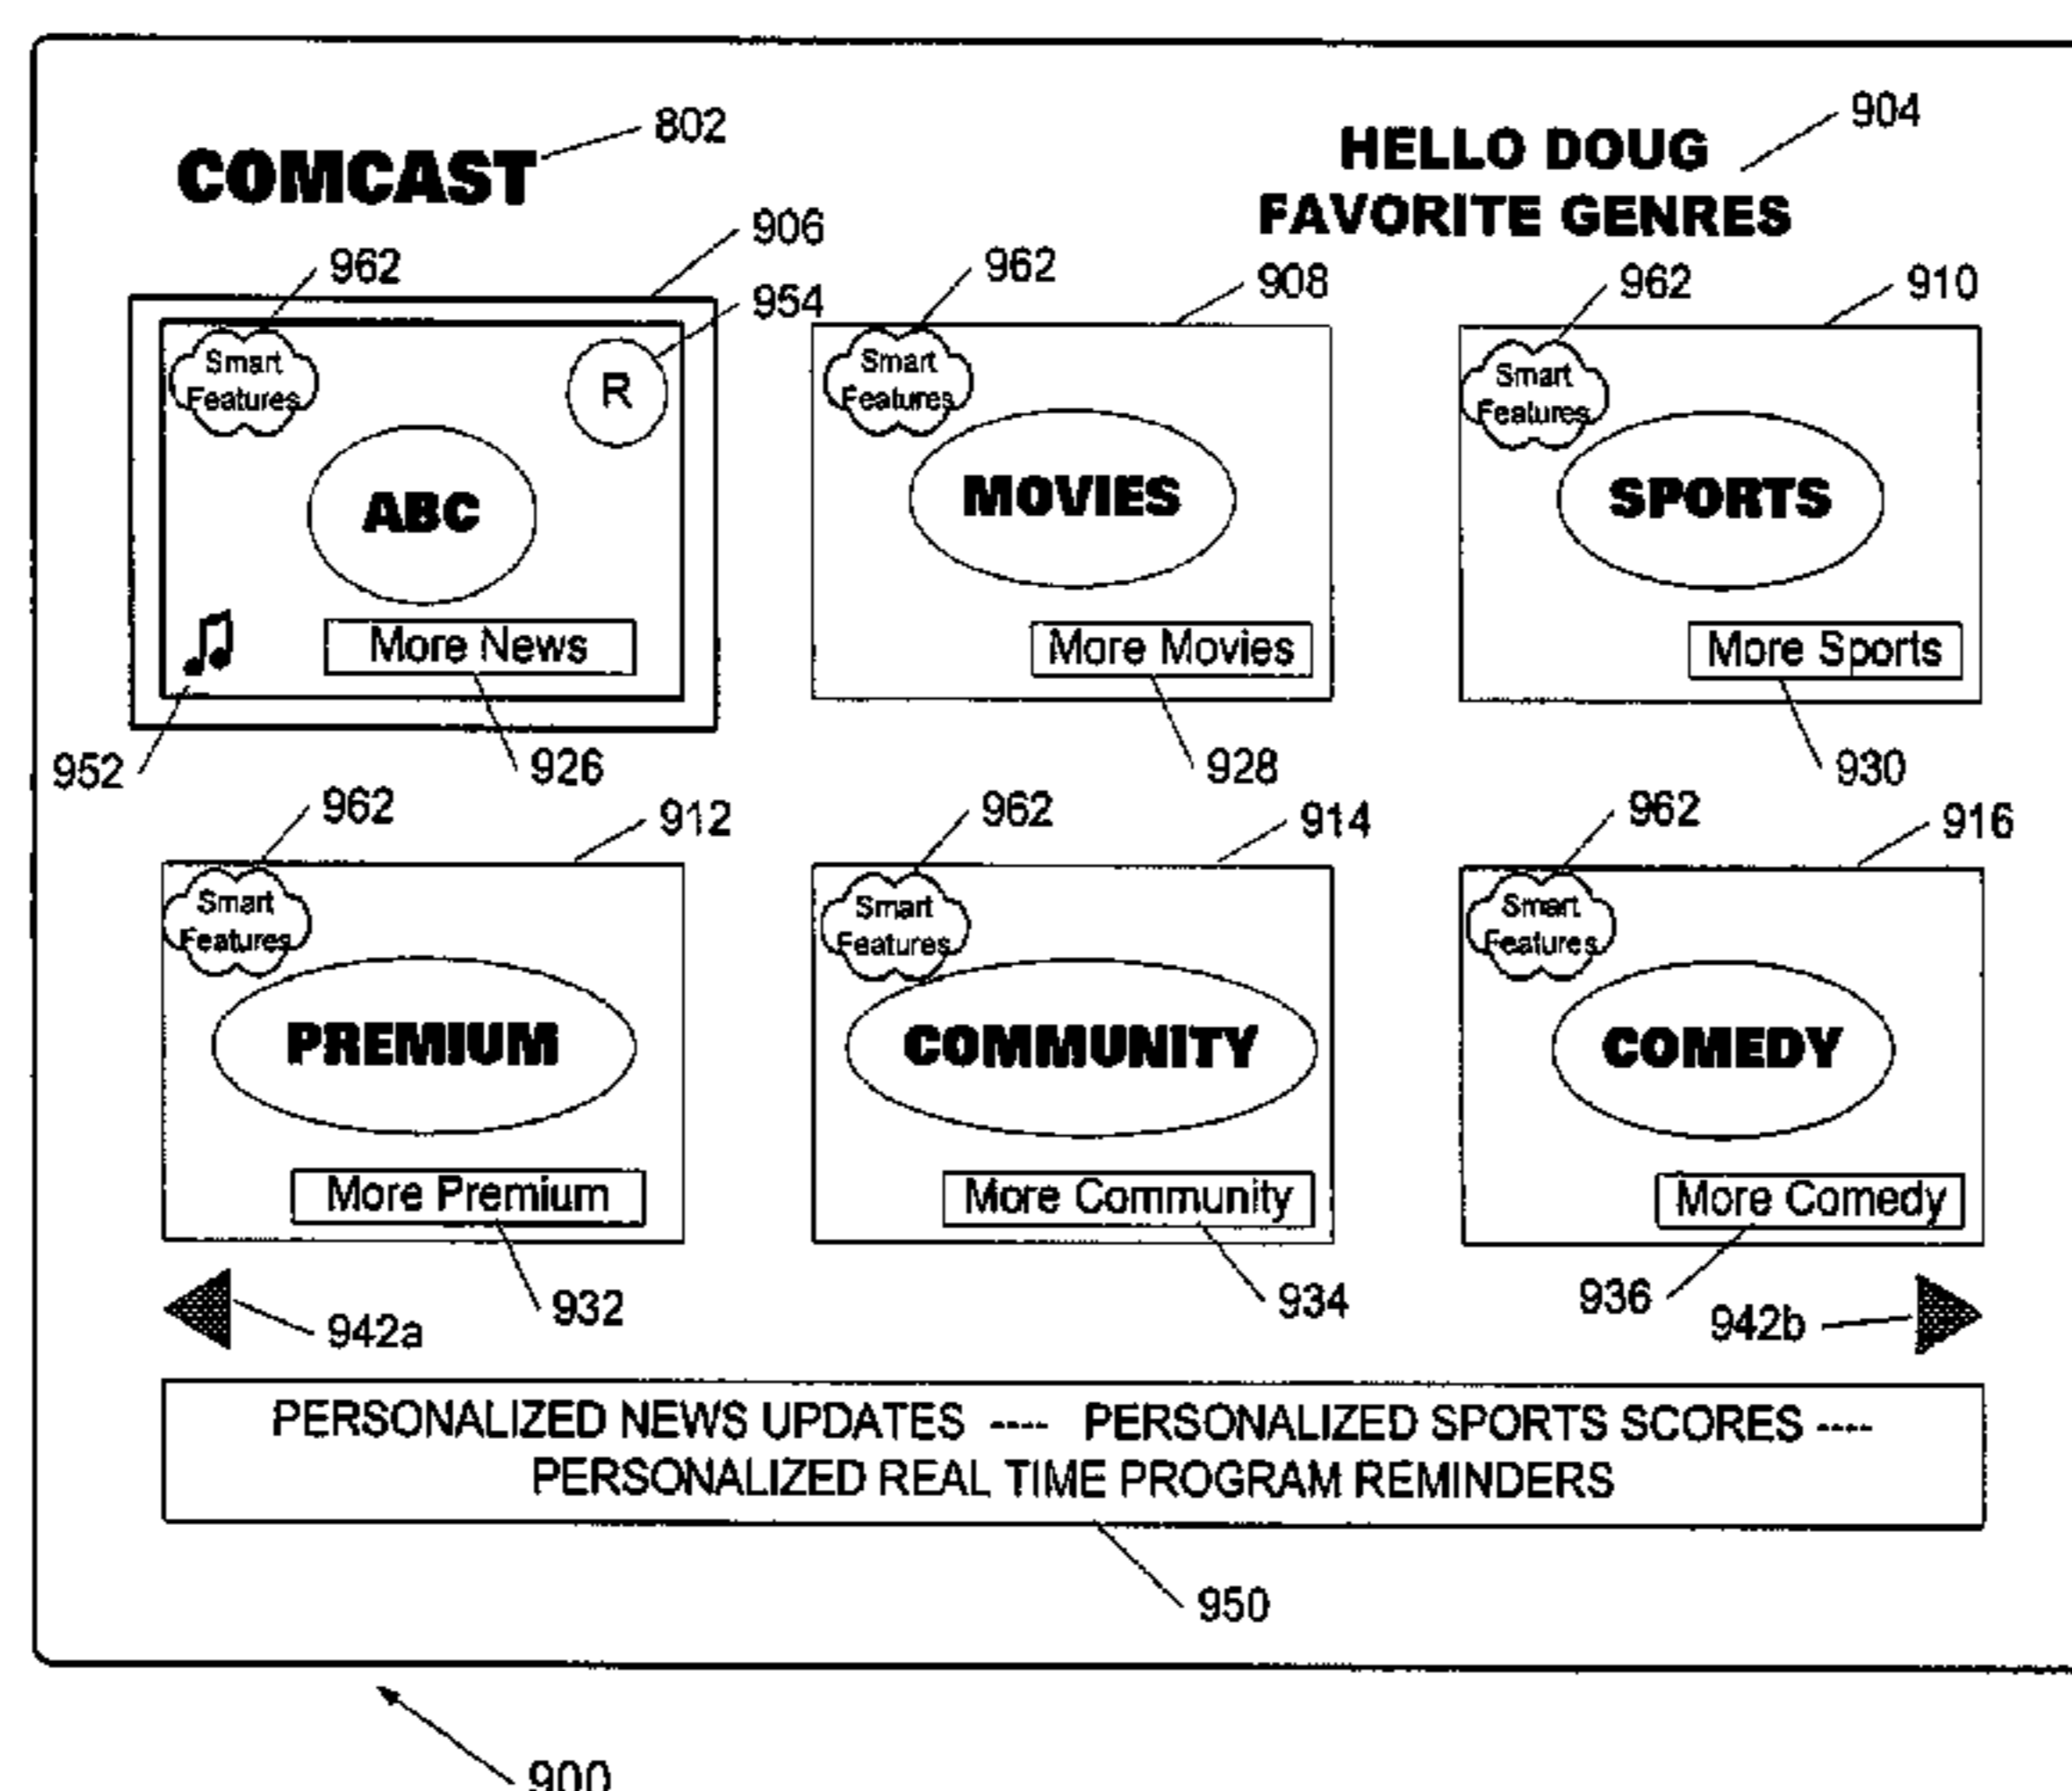 COMCAST
802
HELLO DOUG
FAVORITE GENRES
904
906
962
954
962
908
962
910
Smart
Features
R
ABC
More News
952
926
Smart
Features
MOVIES
More Movies
928
Smart
Features
SPORTS
More Sports
930
962
912
962
914
962
916
Smart
Features
PREMIUM
More Premium
932
Smart
Features
COMMUNITY
More Community
934
Smart
Features
COMEDY
More Comedy
936
942a
942b
PERSONALIZED NEWS UPDATES ---- PERSONALIZED SPORTS SCORES ----
PERSONALIZED REAL TIME PROGRAM REMINDERS
950
900